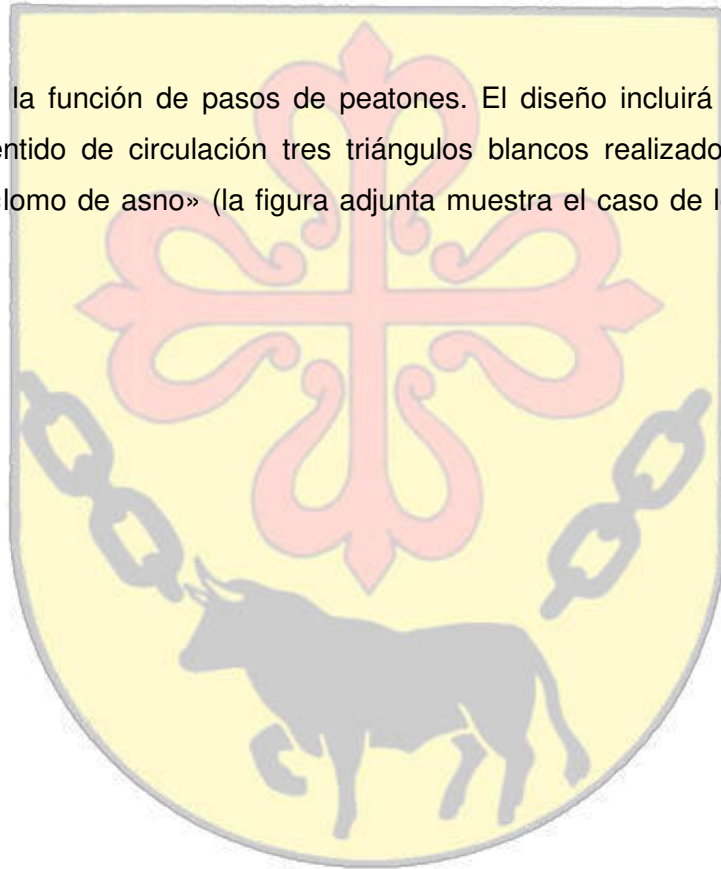 la función de pasos de peatones. El diseño incluirá
entido de circulación tres triángulos blancos realizado
lomo de asno» (la figura adjunta muestra el caso de l